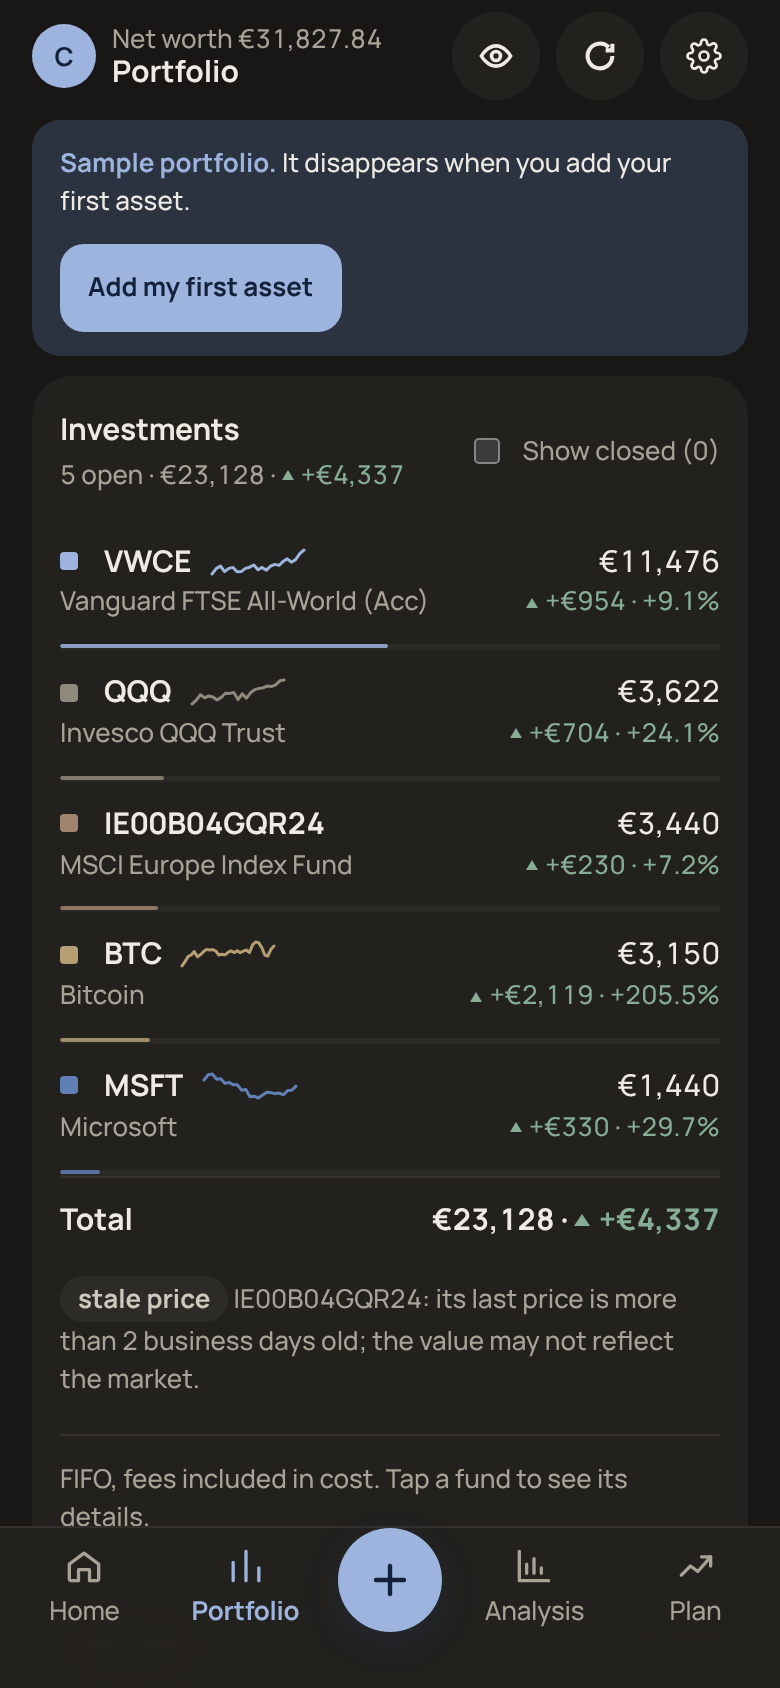 C
Net worth €31,827.84
Portfolio
Sample portfolio. It disappears when you add your
first asset.
Add my first asset
Investments
5 open · €23,128 · ▲ +€4,337
Show closed (0)
VWCE
€11,476
Vanguard FTSE All-World (Acc)
▲ +€954 · +9.1%
QQQ
€3,622
Invesco QQQ Trust
▲ +€704 · +24.1%
IE00B04GQR24
€3,440
MSCI Europe Index Fund
▲ +€230 · +7.2%
BTC
€3,150
Bitcoin
▲ +€2,119 · +205.5%
MSFT
€1,440
Microsoft
▲ +€330 · +29.7%
Total
€23,128 · ▲ +€4,337
stale price IE00B04GQR24: its last price is more
than 2 business days old; the value may not reflect
the market.
FIFO, fees included in cost. Tap a fund to see its
details.
Home
Portfolio
Analysis
Plan